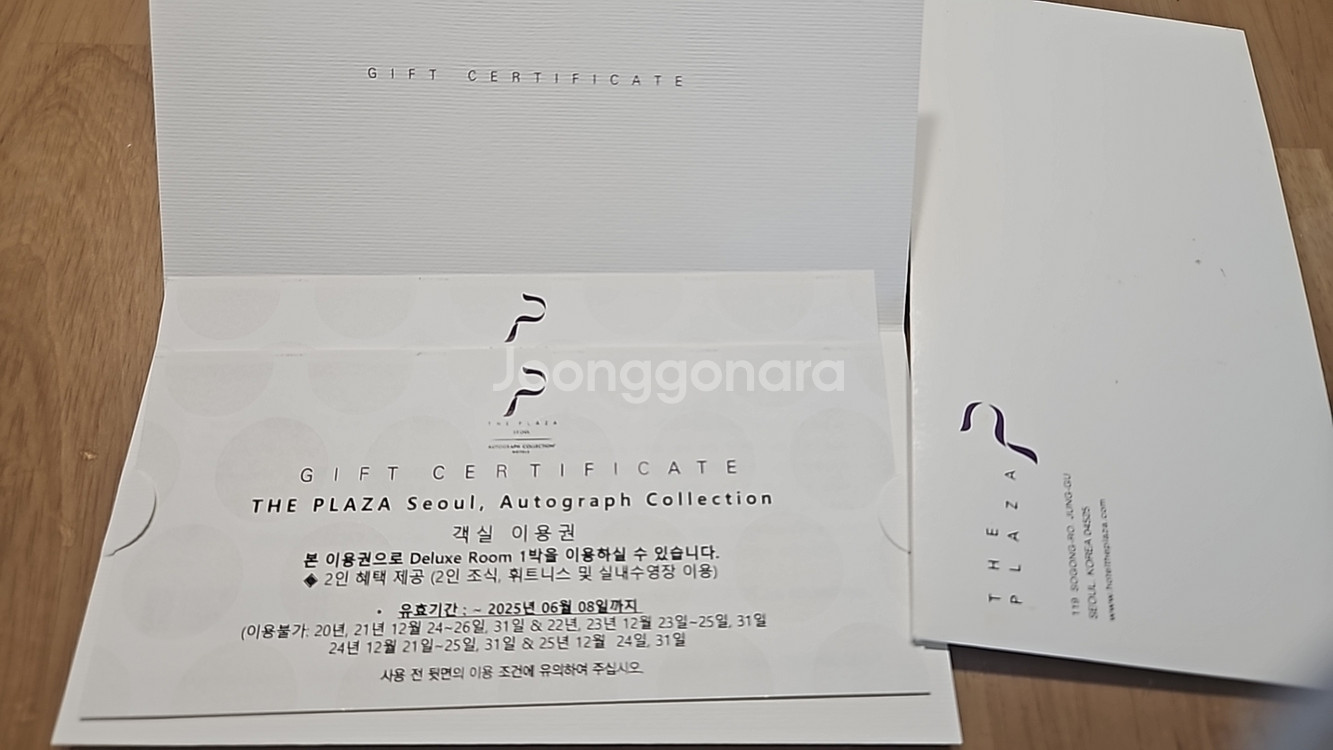 GIFT CERTIFICATE
Joonggonara
THE PLAZA
SEOUL
AUTOGRAPH COLLECTION
HOTELS
GIFT CERTIFICATE
THE PLAZA Seoul, Autograph Collection
객실 이용권
본 이용권으로 Deluxe Room 1박을 이용하실 수 있습니다.
◆ 2인 혜택 제공 (2인 조식, 휘트니스 및 실내수영장 이용)
• 유효기간 : ~ 2025년 06월 08일까지
(이용불가: 20년, 21년 12월 24~26일, 31일 & 22년, 23년 12월 23일~25일, 31일
24년 12월 21일~25일, 31일 & 25년 12월 24일, 31일
사용 전 뒷면의 이용 조건에 유의하여 주십시오.
THE
PLAZA
119 SOGONG-RO, JUNG-GU
SEOUL, KOREA 04525
www.hoteltheplaza.com